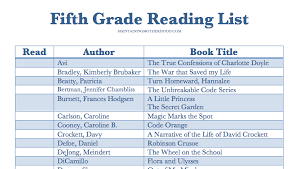 Fifth Grade Reading List
Read Author Book Title
Avi The True Confessions of Charlotte Doyle
Bradley, Kimberly Brubaker The War that Saved my Life
Beatty, Patricia Turn Homeward, Hannalee
Bertman, Jennifer Chambliss The Unbreakable Code Series
Burnett, Frances Hodgsen A Little Princess
The Secret Garden
Carlson, Caroline Magic Marks the Spot
Cooney, Caroline B. Code Orange
Crockett, Davy A Narrative of the Life of David Crockett
Defoe, Daniel Robinson Crusoe
DeJong, Meindert The Wheel on the School
DiCamillo Flora and Ulysses